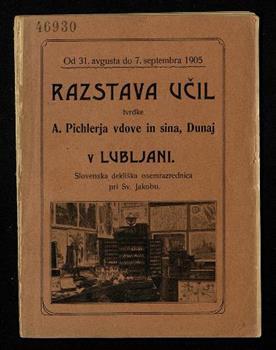 46930
Od 31. avgusta do 7. septembra 1905
RAZSTAVA UČIL
tvrdke
A. Pichlerja vdove in sina, Dunaj
v LUBLJANI.
Slovenska dekliška osemrazrednica
pri Sv. Jakobu.